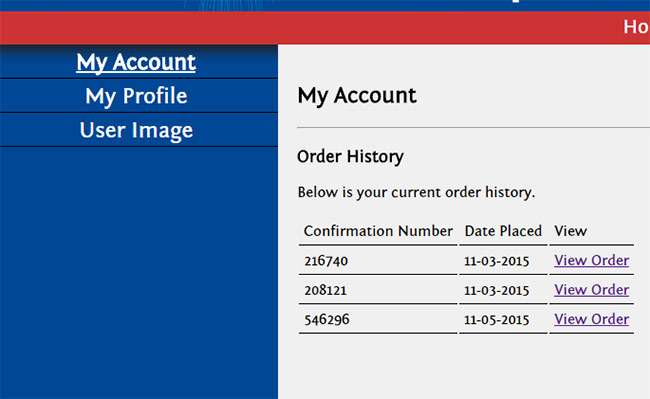 Ho
My Account
My Profile
User Image
My Account
Order History
Below is your current order history.
Confirmation Number Date Placed View
216740 11-03-2015 View Order
208121 11-03-2015 View Order
546296 11-05-2015 View Order